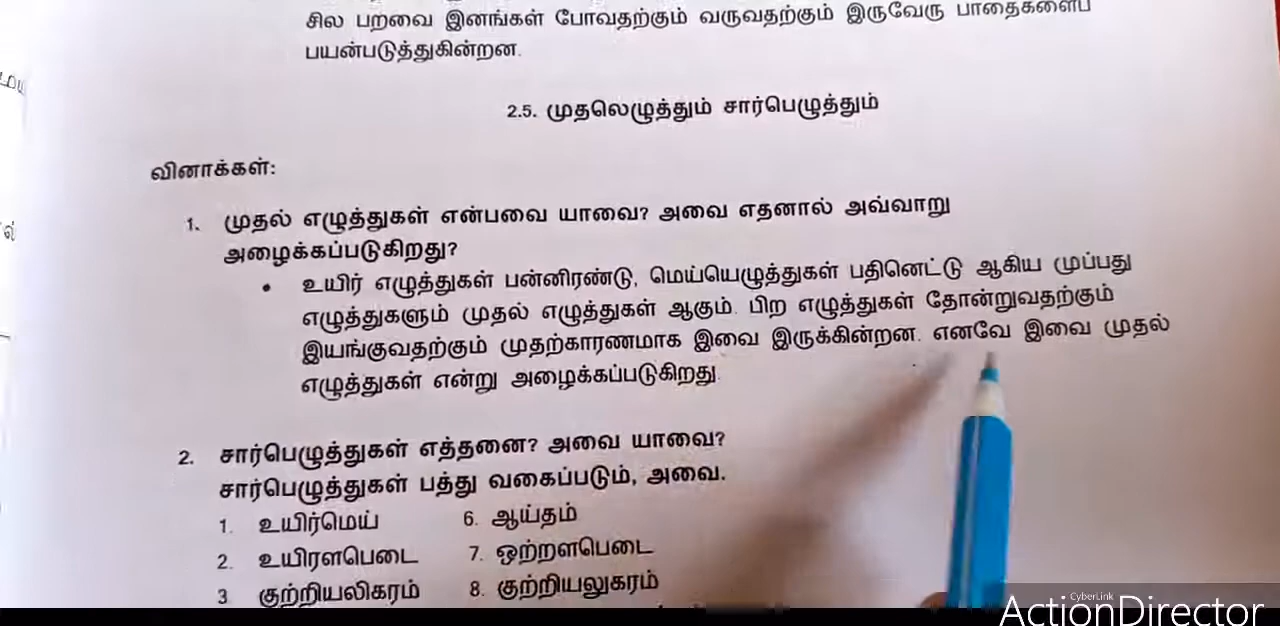 சில பறவை இனங்கள் போவதற்கும் வருவதற்கும் இருவேரு பாதைகளைப்
பயன்படுத்துகின்றன.
2.5. முதலெழுத்தும் சார்பெழுத்தும்
வினாக்கள்:
1. முதல் எழுத்துகள் என்பவை யாவை? அவை எதனால் அவ்வாறு
அழைக்கப்படுகிறது?
• உயிர் எழுத்துகள் பன்னிரண்டு, மெய்யெழுத்துகள் பதினெட்டு ஆகிய முப்பது
எழுத்துகளும் முதல் எழுத்துகள் ஆகும். பிற எழுத்துகள் தோன்றுவதற்கும்
இயங்குவதற்கும் முதற்காரணமாக இவை இருக்கின்றன. எனவே இவை முதல்
எழுத்துகள் என்று அழைக்கப்படுகிறது.
2. சார்பெழுத்துகள் எத்தனை? அவை யாவை?
சார்பெழுத்துகள் பத்து வகைப்படும், அவை.
1. உயிர்மெய் 6. ஆய்தம்
2. உயிரளபெடை 7. ஒற்றளபெடை
3 குற்றியலிகரம் 8. குற்றியலுகரம்
CyberLink
ActionDirector